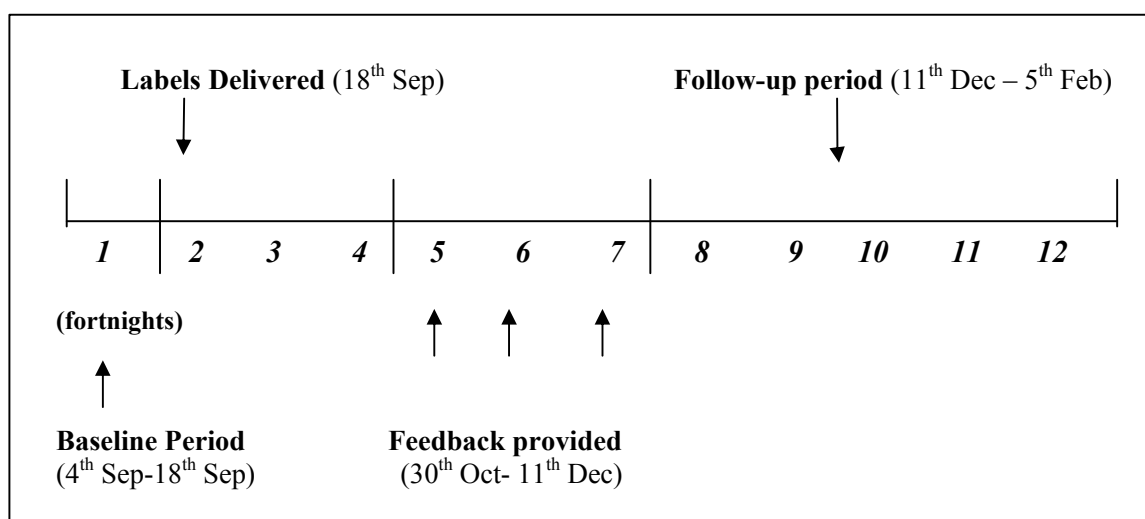 Labels Delivered (18th Sep) Follow-up period (11th Dec – 5th Feb)
1 2 3 4 5 6 7 8 9 10 11 12
(fortnights)
Baseline Period Feedback provided
(4th Sep-18th Sep) (30th Oct- 11th Dec)